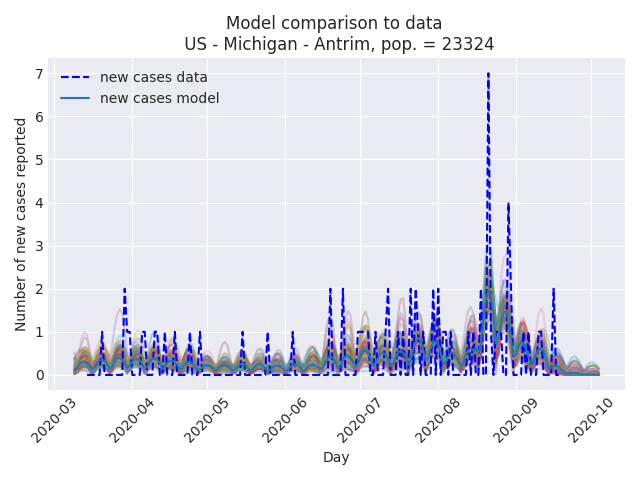 Model comparison to data
US - Michigan - Antrim, pop. = 23324
new cases data
new cases model
Number of new cases reported
7
6
5
4
3
2
1
0
2020-03
2020-04
2020-05
2020-06
2020-07
2020-08
2020-09
2020-10
Day